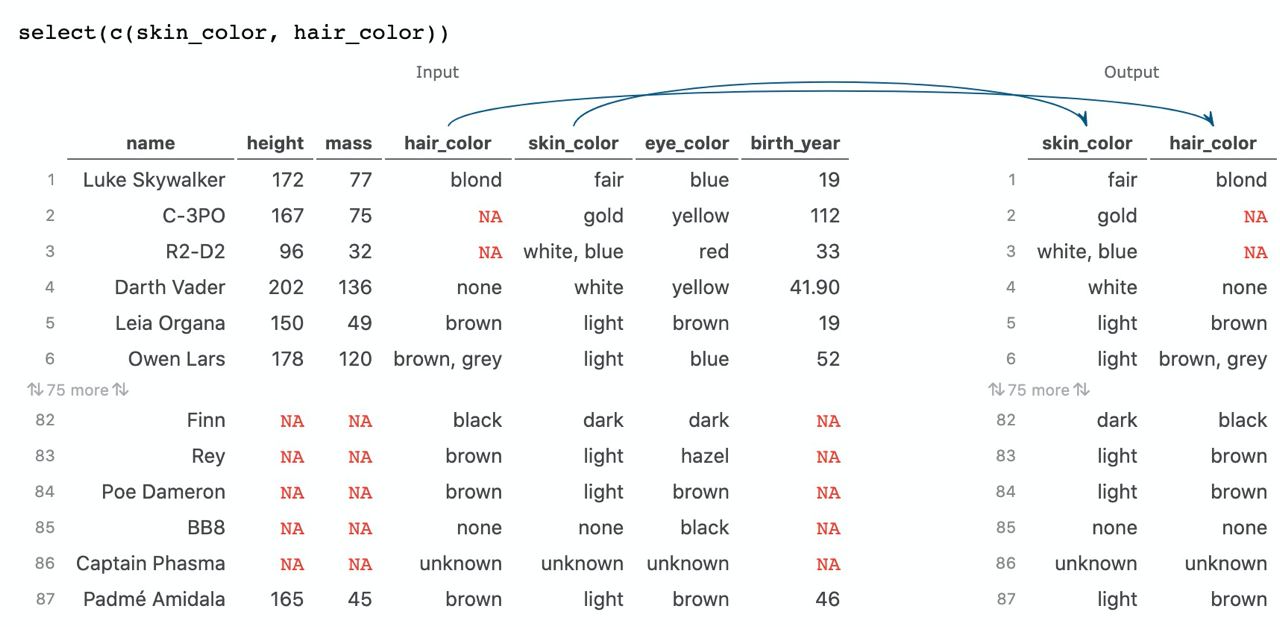 select(c(skin_color, hair_color))
Input Output
name height mass hair_color skin_color eye_color birth_year skin_color hair_color
1 Luke Skywalker 172 77 blond fair blue 19 1 fair blond
2 C-3PO 167 75 NA gold yellow 112 2 gold NA
3 R2-D2 96 32 NA white, blue red 33 3 white, blue NA
4 Darth Vader 202 136 none white yellow 41.90 4 white none
5 Leia Organa 150 49 brown light brown 19 5 light brown
6 Owen Lars 178 120 brown, grey light blue 52 6 light brown, grey
⇅ 75 more ⇅ ⇅ 75 more ⇅
82 Finn NA NA black dark dark NA 82 dark black
83 Rey NA NA brown light hazel NA 83 light brown
84 Poe Dameron NA NA brown light brown NA 84 light brown
85 BB8 NA NA none none black NA 85 none none
86 Captain Phasma NA NA unknown unknown unknown NA 86 unknown unknown
87 Padmé Amidala 165 45 brown light brown 46 87 light brown